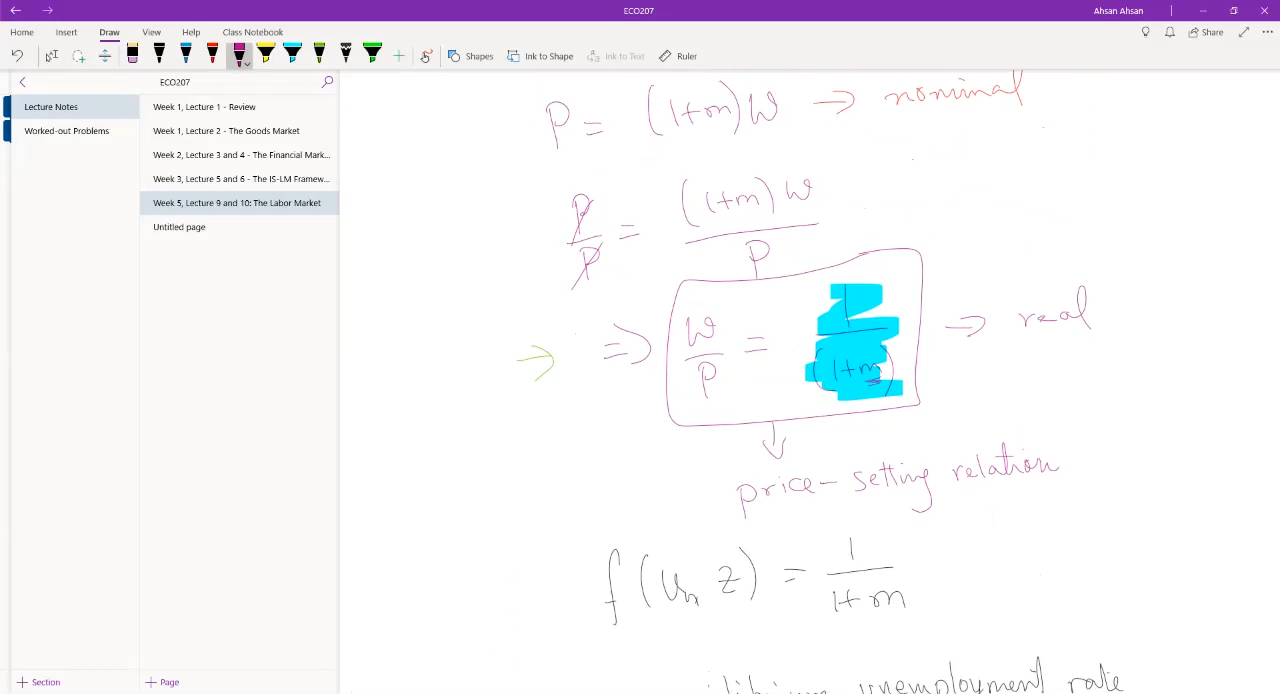 ECO207
Ahsan Ahsan
Home Insert Draw View Help Class Notebook
Share
Shapes Ink to Shape Ink to Text Ruler
ECO207
Lecture Notes
Worked-out Problems
Week 1, Lecture 1 - Review
Week 1, Lecture 2 - The Goods Market
Week 2, Lecture 3 and 4 - The Financial Mark...
Week 3, Lecture 5 and 6 - The IS-LM Framew...
Week 5, Lecture 9 and 10: The Labor Market
Untitled page
P = (1+m)W → nominal
P/P = (1+m)W/P
→ ⇒ W/P = 1/(1+m) → real
price-setting relation
f(un, z) = 1/1+m
unemployment rate
+ Section
+ Page